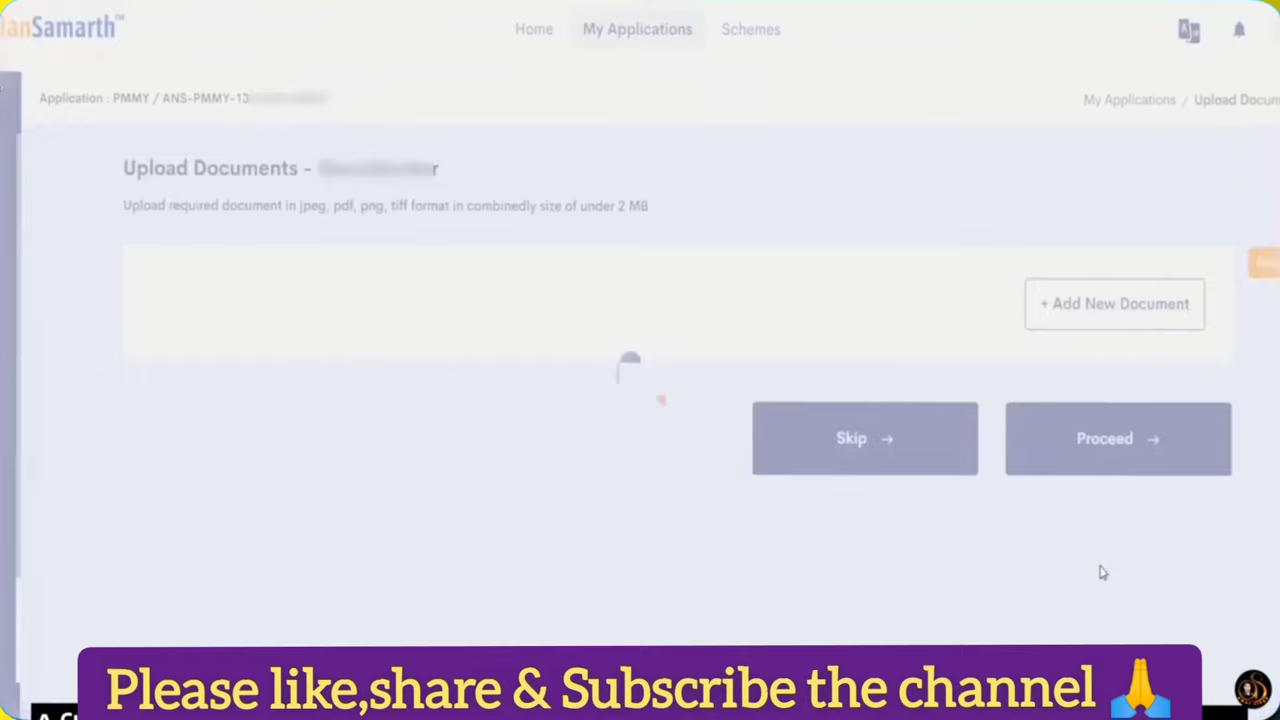 JanSamarth™
Home My Applications Schemes
Application : PMMY / ANS-PMMY-13
My Applications / Upload Docum
Upload Documents -
Upload required document in jpeg, pdf, png, tiff format in combinedly size of under 2 MB
+ Add New Document
Skip →
Proceed →
Please like,share & Subscribe the channel 🙏